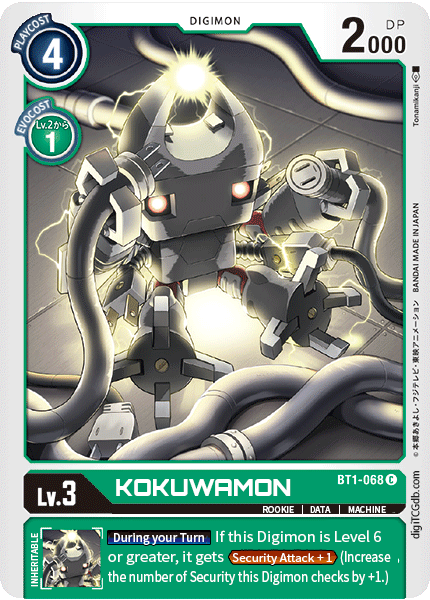 PLAYCOST
4
DIGIMON
DP
2000
EVOCOST
Lv.2から
1
Tonamikanji
© 本郷あきよし・フジテレビ・東映アニメーション BANDAI MADE IN JAPAN
digiTCGdb.com
BT1-068 C
Lv.3
KOKUWAMON
ROOKIE | DATA | MACHINE
INHERITABLE
During your Turn If this Digimon is Level 6
or greater, it gets Security Attack +1 (Increase
the number of Security this Digimon checks by +1.)